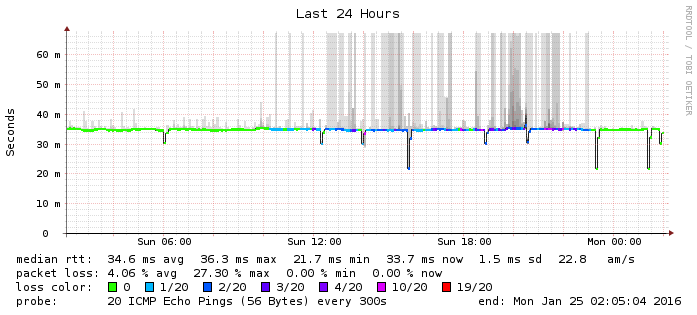 Last 24 Hours
RRDTOOL / TOBI OETIKER
Seconds
60 m
50 m
40 m
30 m
20 m
10 m
0
Sun 06:00 Sun 12:00 Sun 18:00 Mon 00:00
median rtt: 34.6 ms avg 36.3 ms max 21.7 ms min 33.7 ms now 1.5 ms sd 22.8 am/s
packet loss: 4.06 % avg 27.30 % max 0.00 % min 0.00 % now
loss color: 0 1/20 2/20 3/20 4/20 10/20 19/20
probe: 20 ICMP Echo Pings (56 Bytes) every 300s end: Mon Jan 25 02:05:04 2016